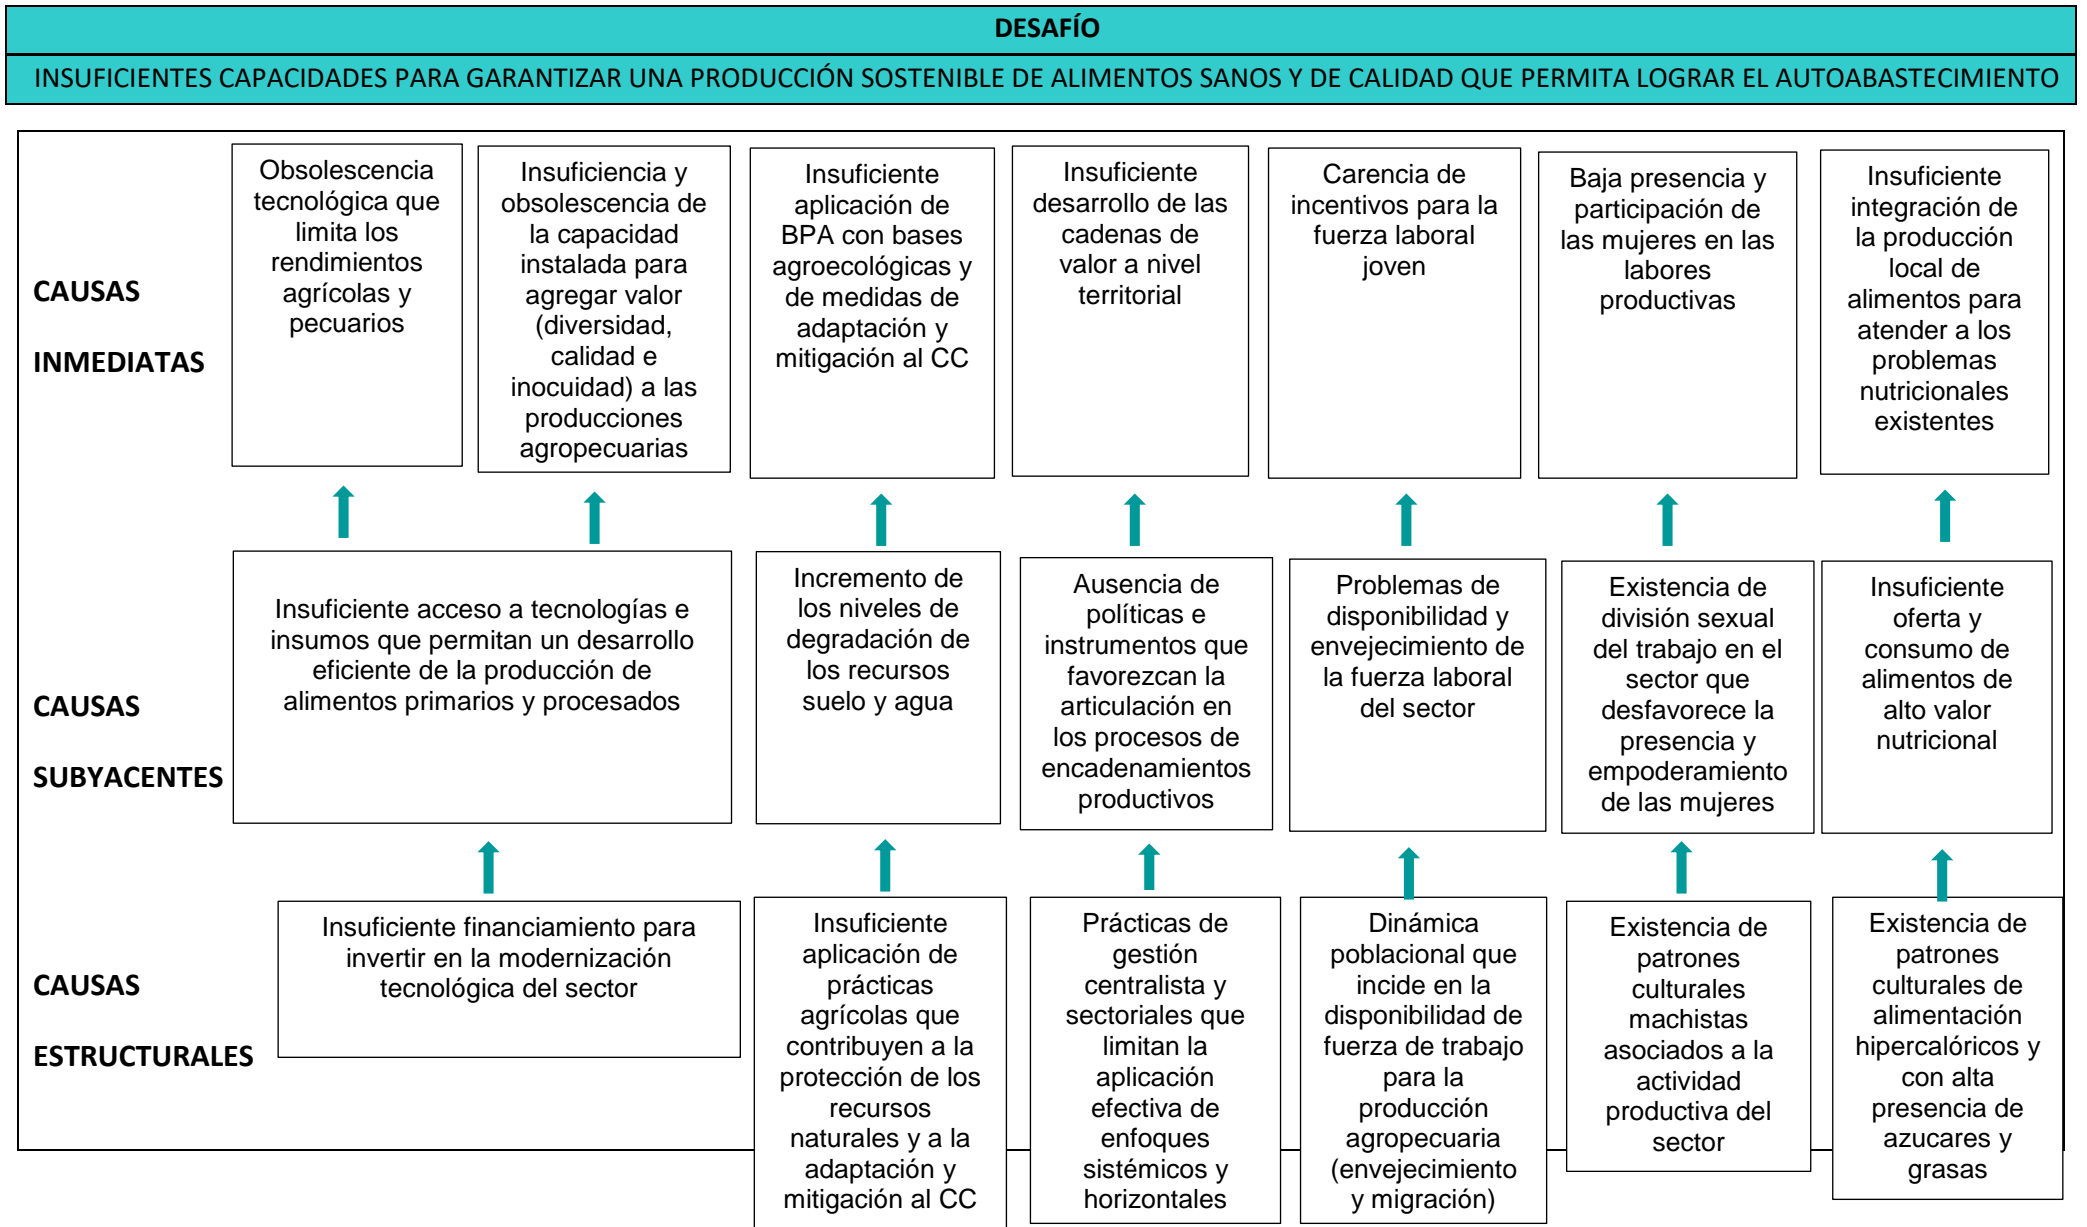 DESAFÍO
INSUFICIENTES CAPACIDADES PARA GARANTIZAR UNA PRODUCCIÓN SOSTENIBLE DE ALIMENTOS SANOS Y DE CALIDAD QUE PERMITA LOGRAR EL AUTOABASTECIMIENTO
CAUSAS
INMEDIATAS
Obsolescencia
tecnológica que
limita los
rendimientos
agrícolas y
pecuarios
Insuficiencia y
obsolescencia de
la capacidad
instalada para
agregar valor
(diversidad,
calidad e
inocuidad) a las
producciones
agropecuarias
Insuficiente
aplicación de
BPA con bases
agroecológicas y
de medidas de
adaptación y
mitigación al CC
Insuficiente
desarrollo de las
cadenas de
valor a nivel
territorial
Carencia de
incentivos para la
fuerza laboral
joven
Baja presencia y
participación de
las mujeres en las
labores
productivas
Insuficiente
integración de
la producción
local de
alimentos para
atender a los
problemas
nutricionales
existentes
CAUSAS
SUBYACENTES
Insuficiente acceso a tecnologías e
insumos que permitan un desarrollo
eficiente de la producción de
alimentos primarios y procesados
Incremento de
los niveles de
degradación de
los recursos
suelo y agua
Ausencia de
políticas e
instrumentos que
favorezcan la
articulación en
los procesos de
encadenamientos
productivos
Problemas de
disponibilidad y
envejecimiento de
la fuerza laboral
del sector
Existencia de
división sexual
del trabajo en el
sector que
desfavorece la
presencia y
empoderamiento
de las mujeres
Insuficiente
oferta y
consumo de
alimentos de
alto valor
nutricional
CAUSAS
ESTRUCTURALES
Insuficiente financiamiento para
invertir en la modernización
tecnológica del sector
Insuficiente
aplicación de
prácticas
agrícolas que
contribuyen a la
protección de los
recursos
naturales y a la
adaptación y
mitigación al CC
Prácticas de
gestión
centralista y
sectoriales que
limitan la
aplicación
efectiva de
enfoques
sistémicos y
horizontales
Dinámica
poblacional que
incide en la
disponibilidad de
fuerza de trabajo
para la
producción
agropecuaria
(envejecimiento
y migración)
Existencia de
patrones
culturales
machistas
asociados a la
actividad
productiva del
sector
Existencia de
patrones
culturales de
alimentación
hipercalóricos y
con alta
presencia de
azucares y
grasas